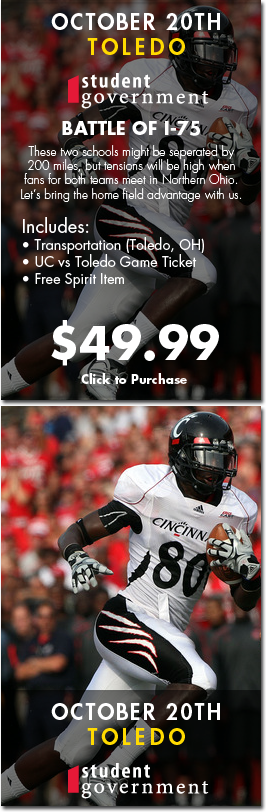 OCTOBER 20TH
TOLEDO
student
government
BATTLE OF I-75
These two schools might be seperated by
200 miles, but tensions will be high when
fans for both teams meet in Northern Ohio.
Let's bring the home field advantage with us.
Includes:
• Transportation (Toledo, OH)
• UC vs Toledo Game Ticket
• Free Spirit Item
$49.99
Click to Purchase
CINCINNA
80
OCTOBER 20TH
TOLEDO
student
government